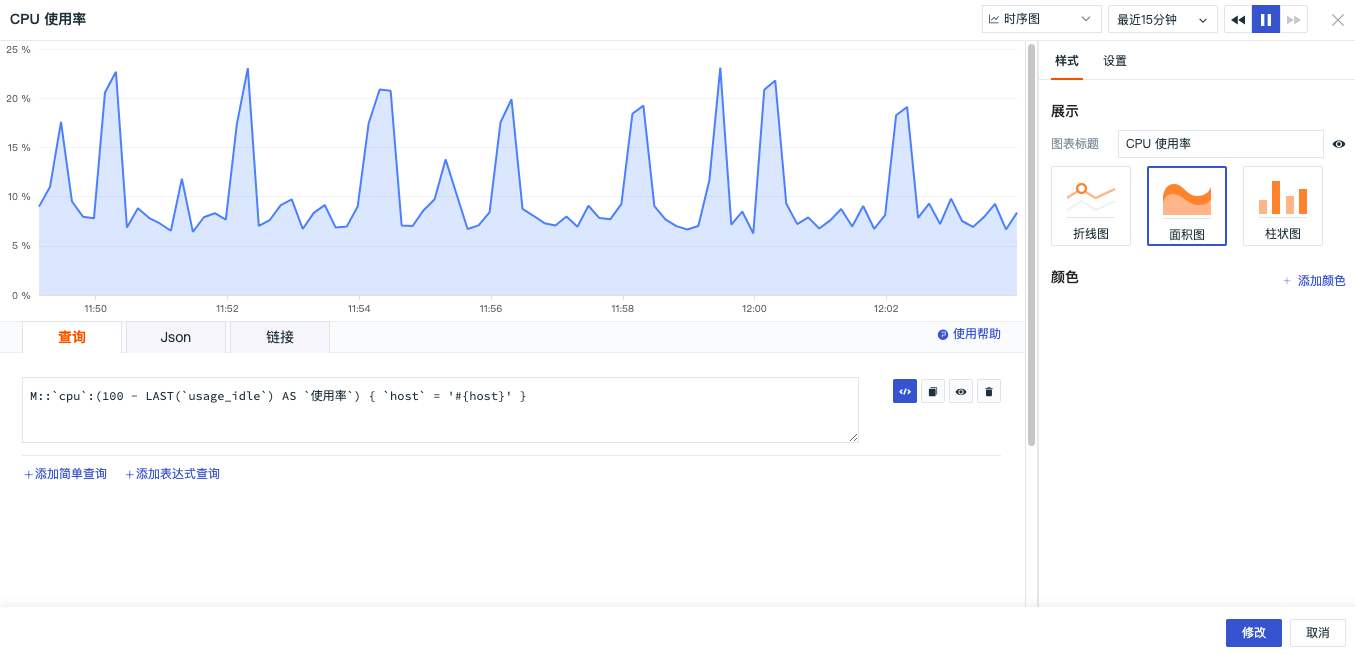 CPU 使用率
时序图
最近15分钟
25 %
20 %
15 %
10 %
5 %
0 %
11:50 11:52 11:54 11:56 11:58 12:00 12:02
查询 Json 链接
使用帮助
M::`cpu`:(100 - LAST(`usage_idle`) AS `使用率`) { `host` = '#{host}' }
+添加简单查询 +添加表达式查询
样式 设置
展示
图表标题 CPU 使用率
折线图 面积图 柱状图
颜色 + 添加颜色
修改 取消